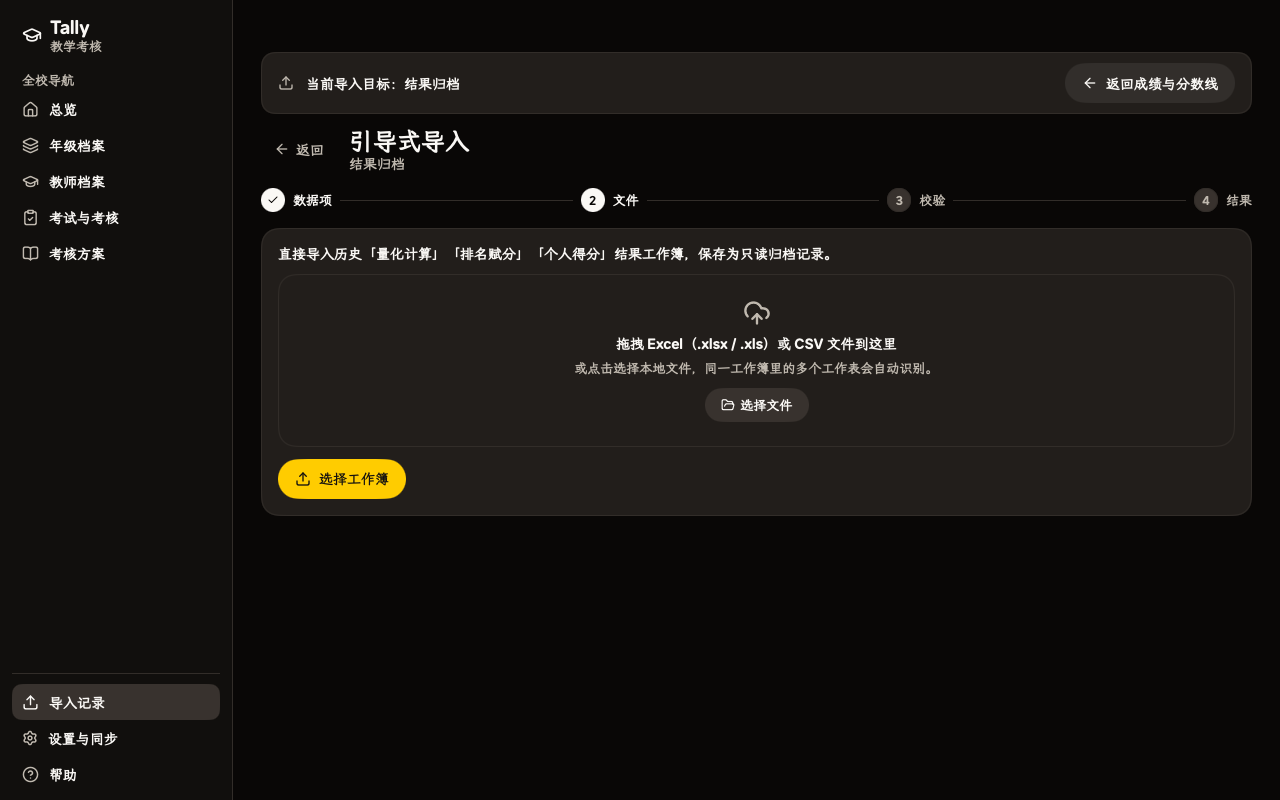 Tally
教学考核
全校导航
总览
年级档案
教师档案
考试与考核
考核方案
导入记录
设置与同步
帮助
当前导入目标：结果归档
返回成绩与分数线
返回
引导式导入
结果归档
数据项
2 文件
3 校验
4 结果
直接导入历史「量化计算」「排名赋分」「个人得分」结果工作簿，保存为只读归档记录。
拖拽 Excel（.xlsx / .xls）或 CSV 文件到这里
或点击选择本地文件，同一工作簿里的多个工作表会自动识别。
选择文件
选择工作簿